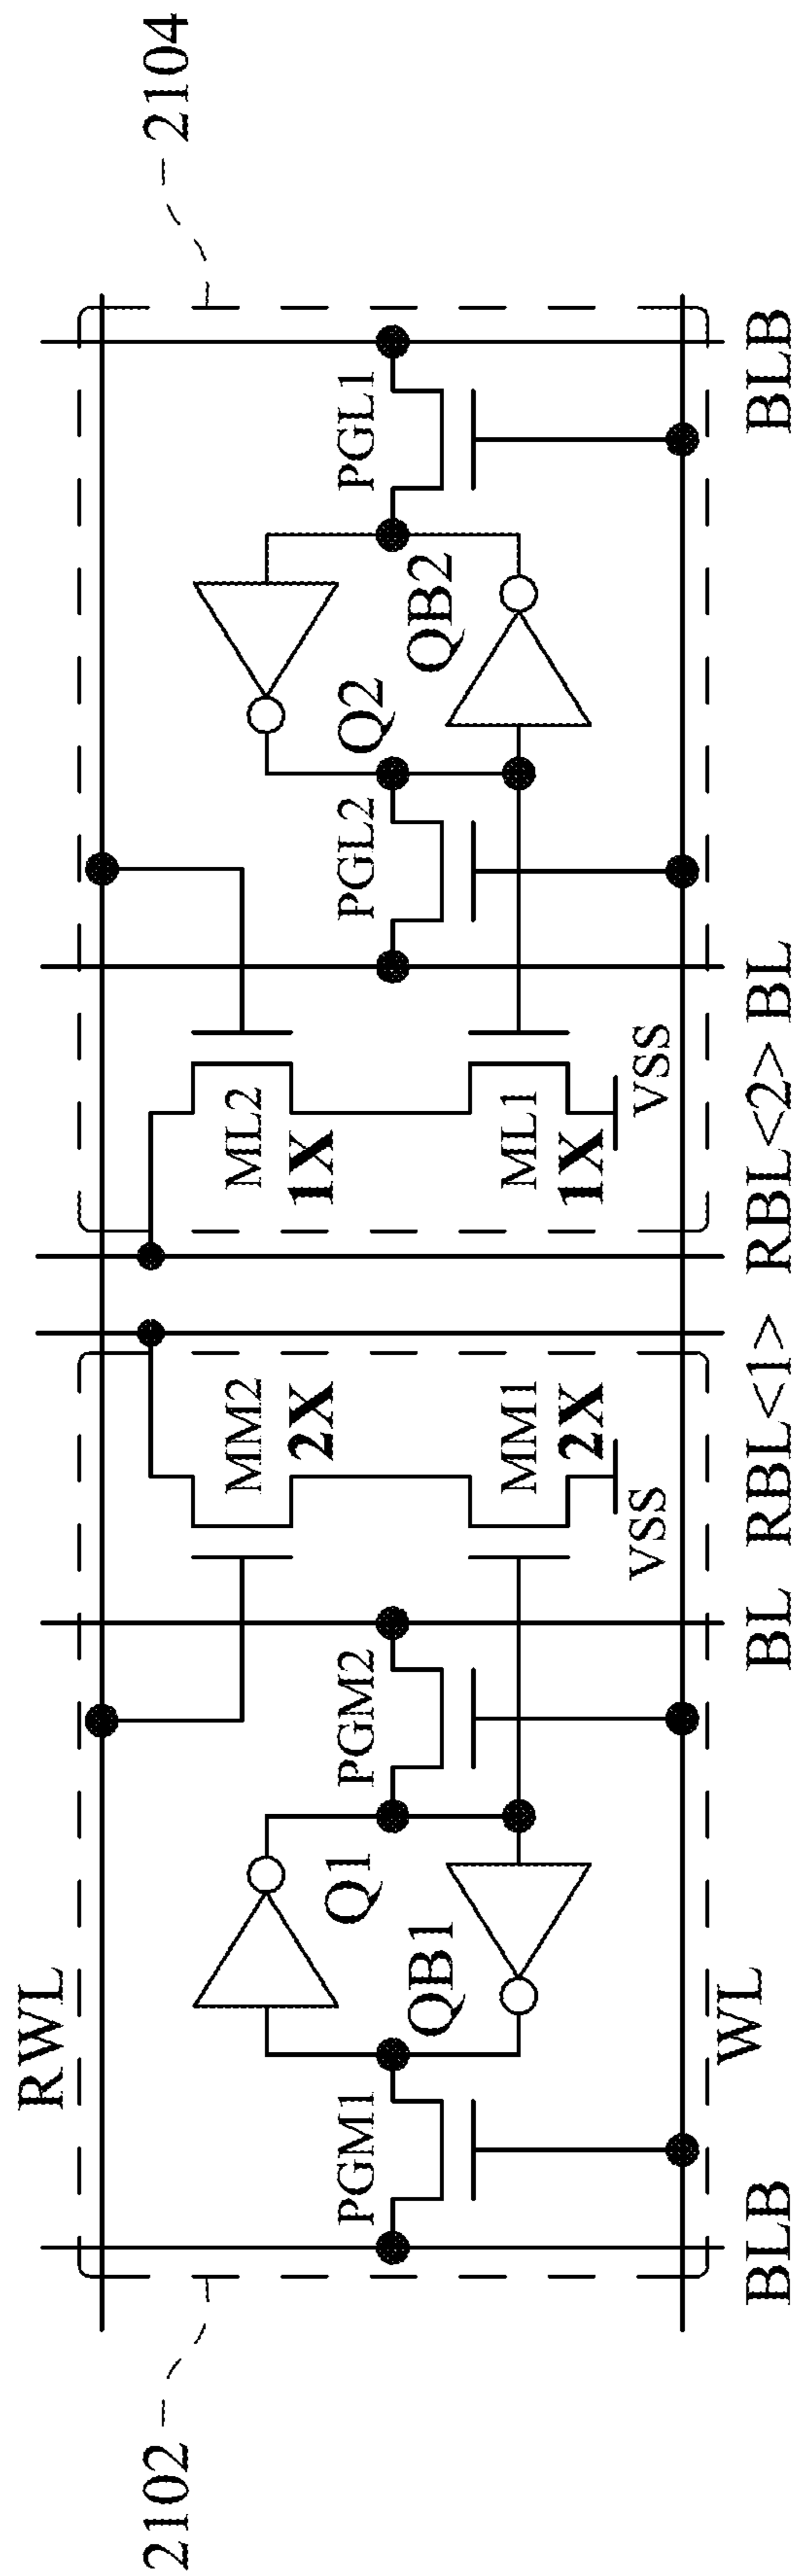 2102
2104
RWL
PGM1
QB1
Q1
PGM2
MM2
2X
MM1
2X
VSS
ML2
1X
ML1
1X
VSS
PGL2
Q2
QB2
PGL1
WL
BLB
BL
RBL<1>
RBL<2>
BL
BLB